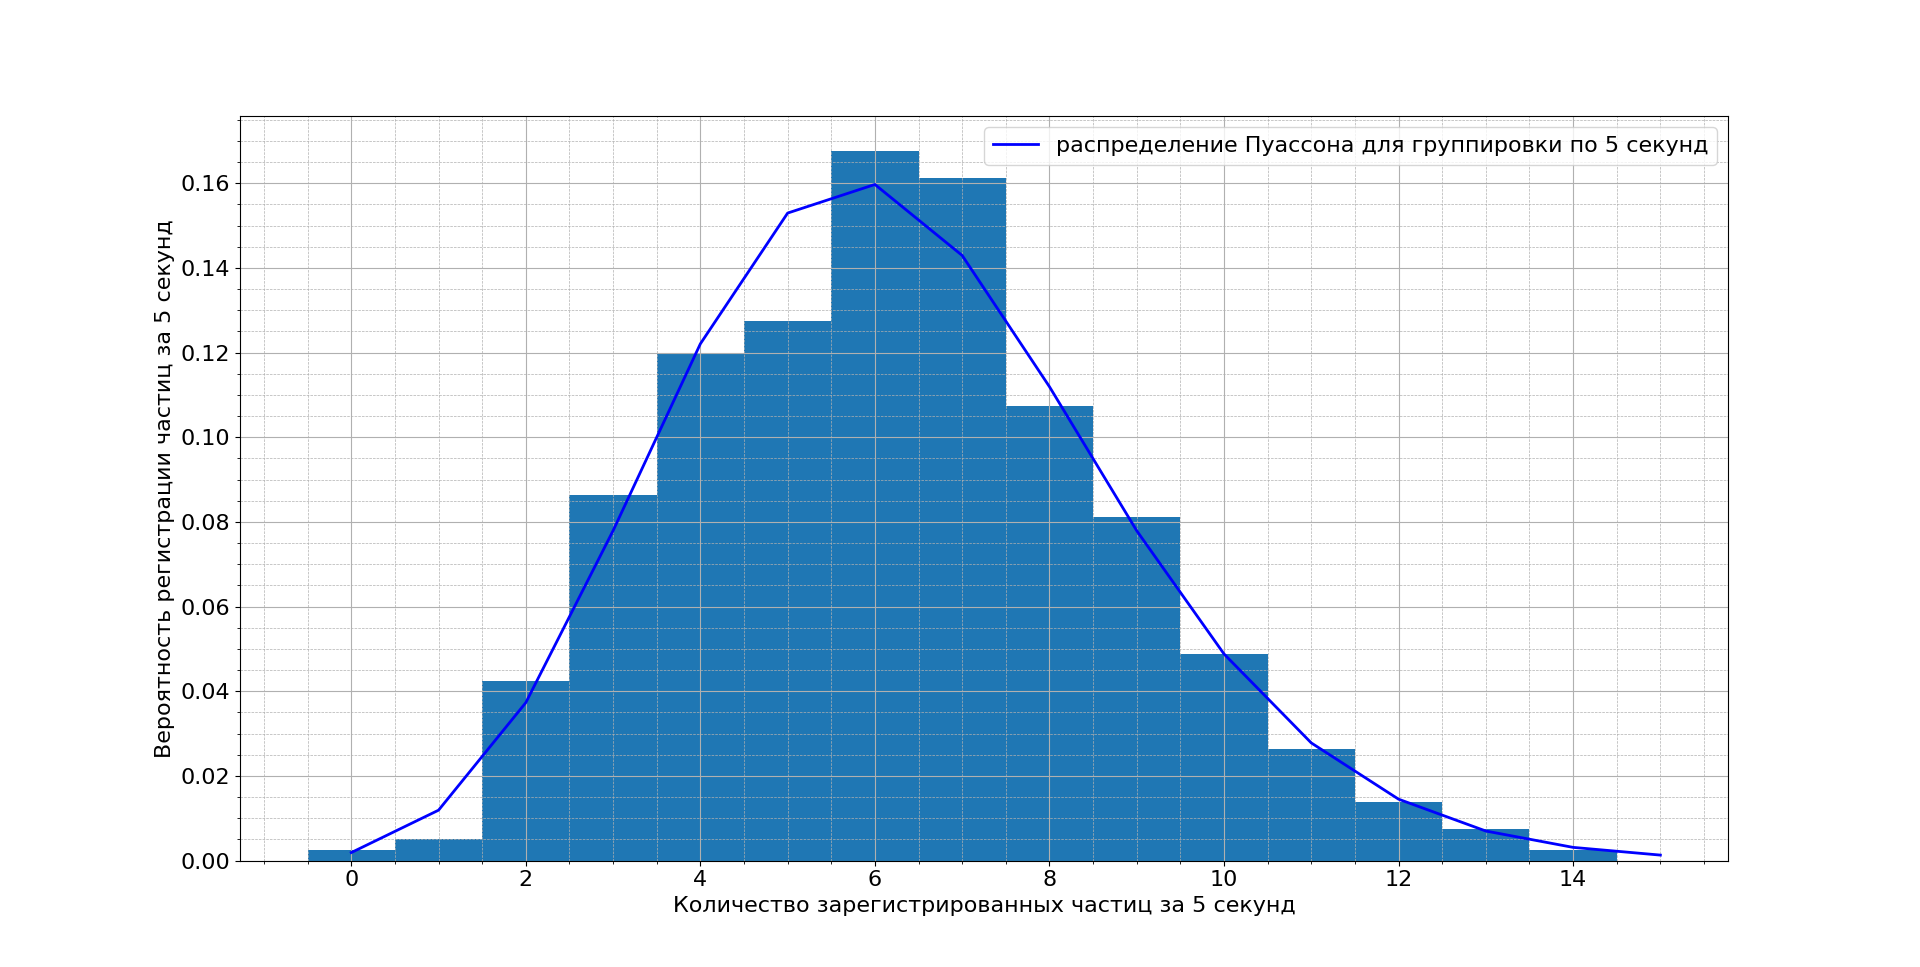 распределение Пуассона для группировки по 5 секунд
Вероятность регистрации частиц за 5 секунд
0.16
0.14
0.12
0.10
0.08
0.06
0.04
0.02
0.00
0 2 4 6 8 10 12 14
Количество зарегистрированных частиц за 5 секунд